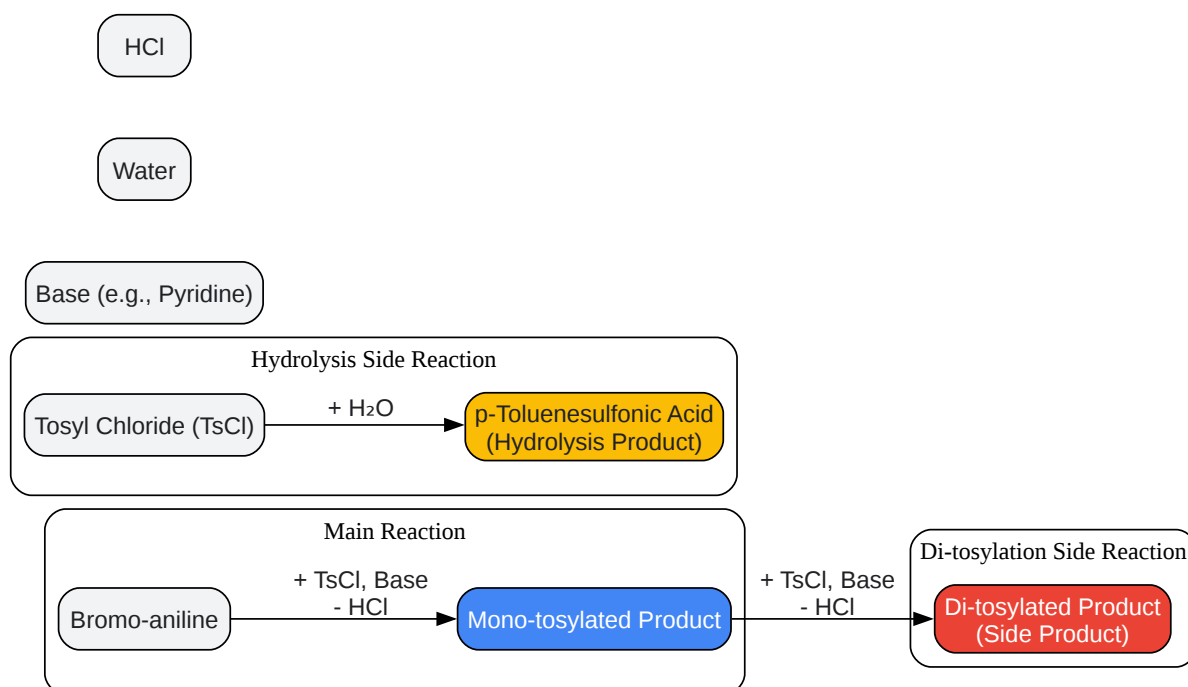 HCl
Water
Base (e.g., Pyridine)
Hydrolysis Side Reaction
Tosyl Chloride (TsCl)
+ H₂O
p-Toluenesulfonic Acid
(Hydrolysis Product)
Main Reaction
Bromo-aniline
+ TsCl, Base
- HCl
Mono-tosylated Product
+ TsCl, Base
- HCl
Di-tosylation Side Reaction
Di-tosylated Product
(Side Product)